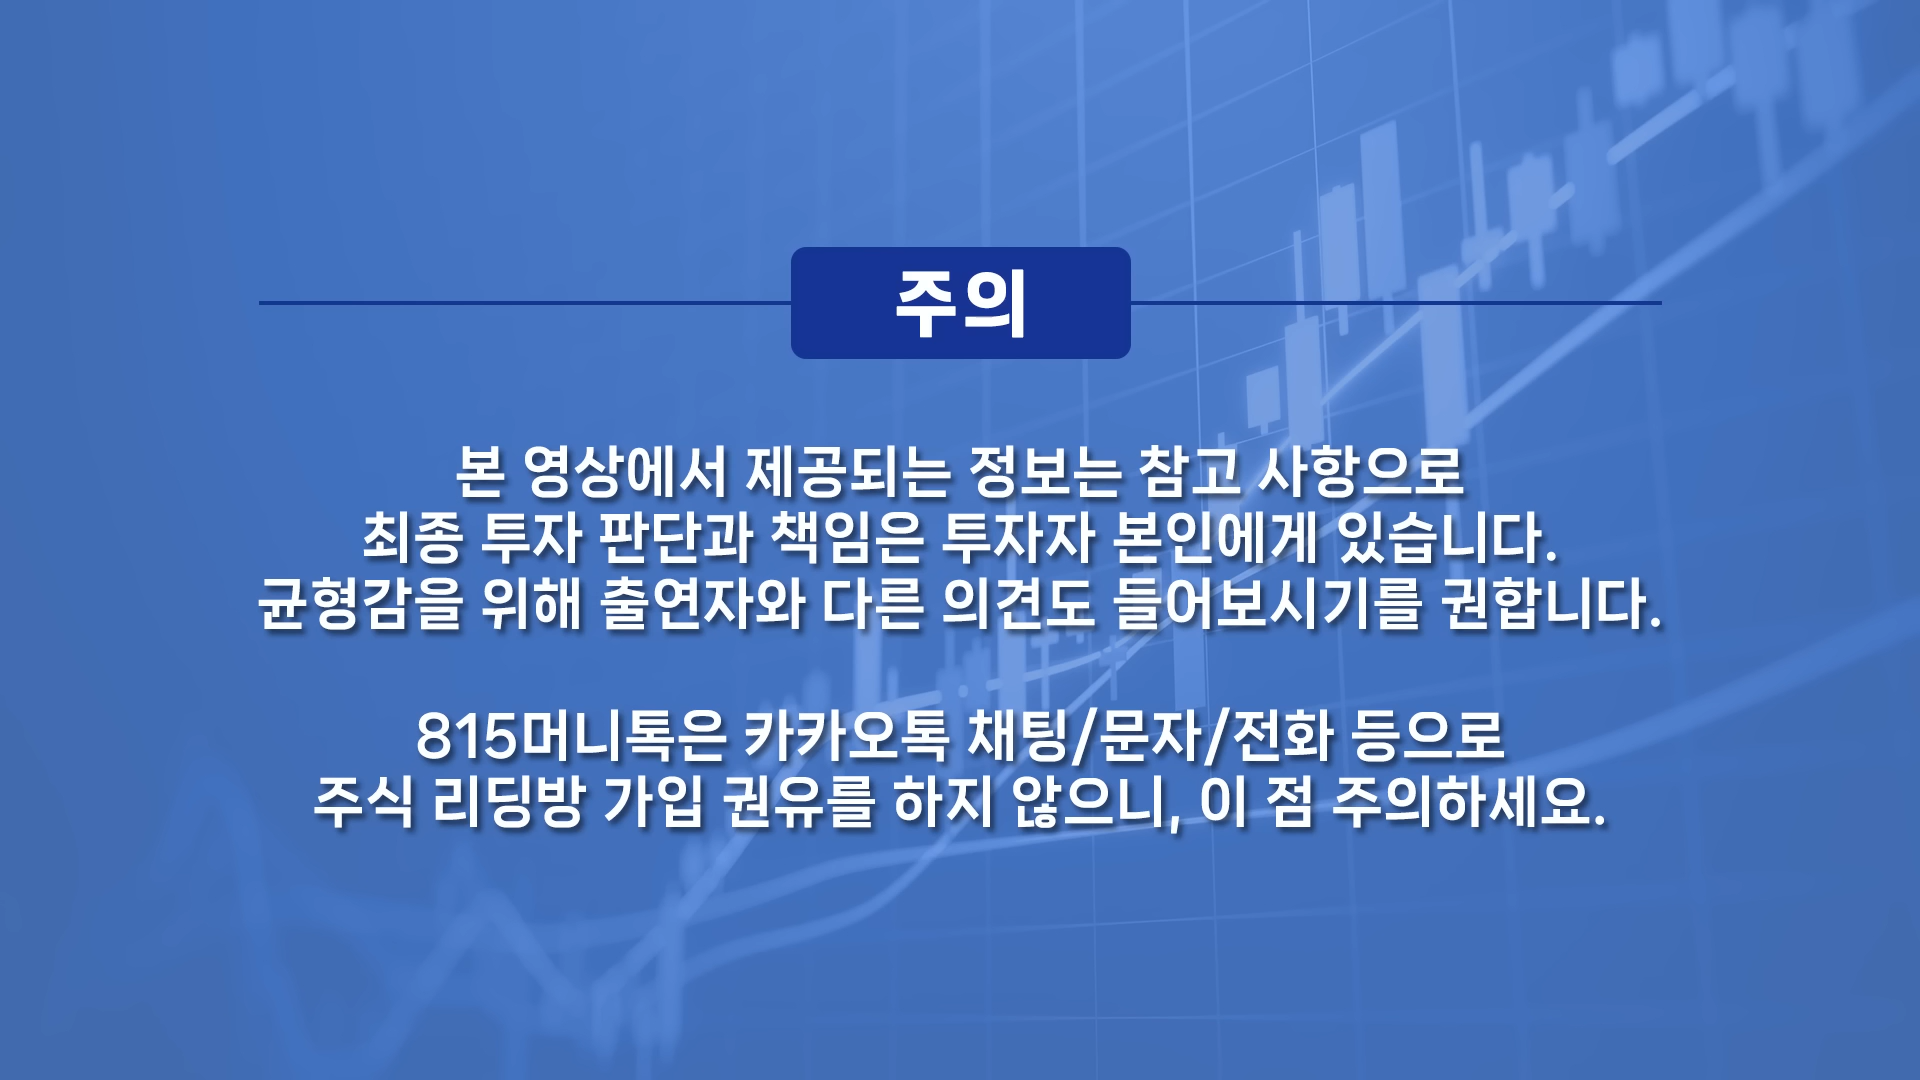 주의
본 영상에서 제공되는 정보는 참고 사항으로
최종 투자 판단과 책임은 투자자 본인에게 있습니다.
균형감을 위해 출연자와 다른 의견도 들어보시기를 권합니다.
815머니톡은 카카오톡 채팅/문자/전화 등으로
주식 리딩방 가입 권유를 하지 않으니, 이 점 주의하세요.